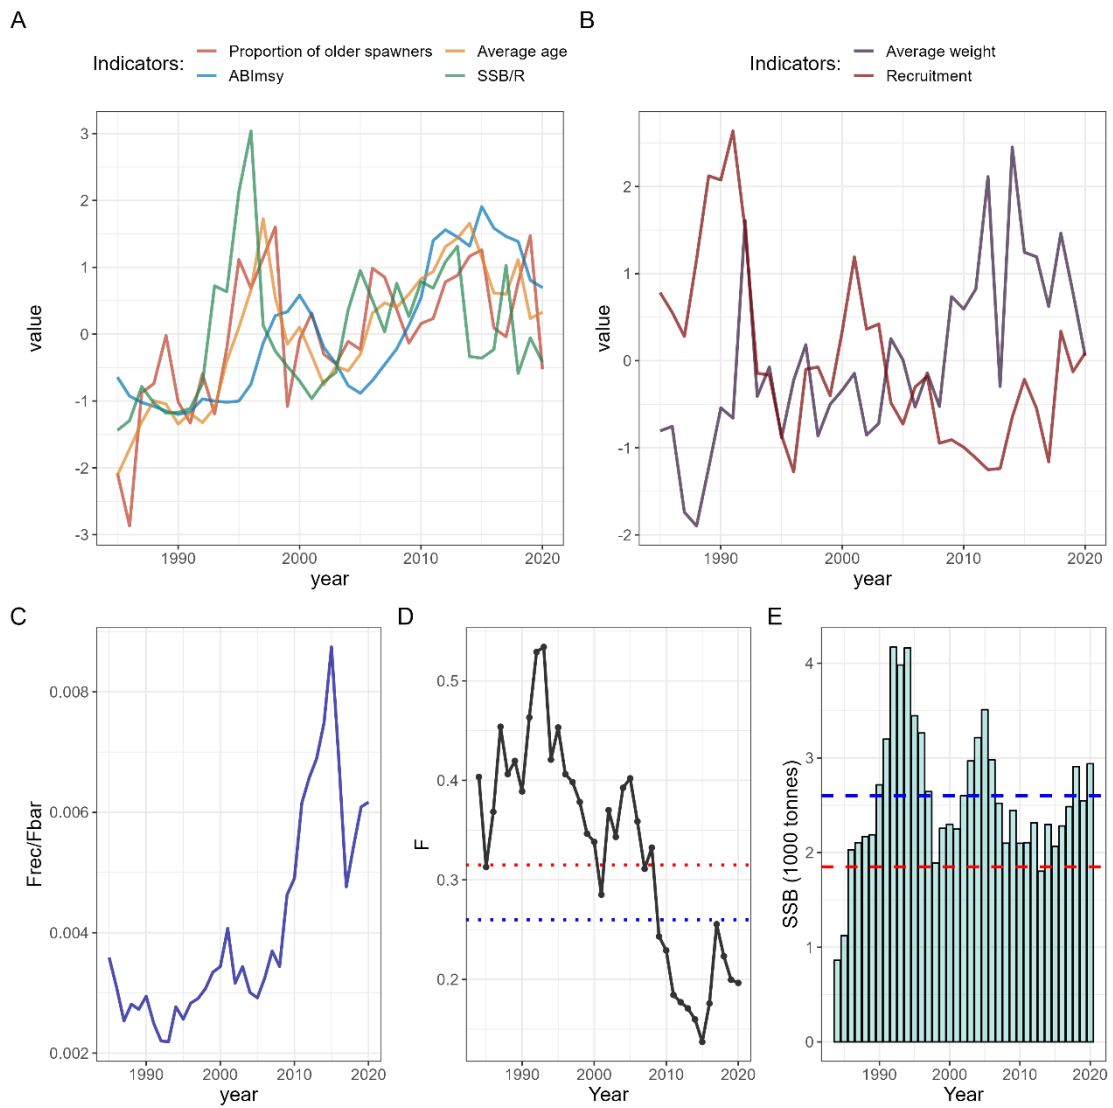 A
B
Indicators:
Proportion of older spawners
Average age
ABImsy
SSB/R
Indicators:
Average weight
Recruitment
value
3
2
1
0
-1
-2
-3
1990
2000
2010
2020
year
value
2
1
0
-1
-2
1990
2000
2010
2020
year
C
D
E
Frec/Fbar
0.008
0.006
0.004
0.002
1990
2000
2010
2020
year
F
0.5
0.4
0.3
0.2
1990
2000
2010
2020
Year
SSB (1000 tonnes)
4
3
2
1
0
1990
2000
2010
2020
Year